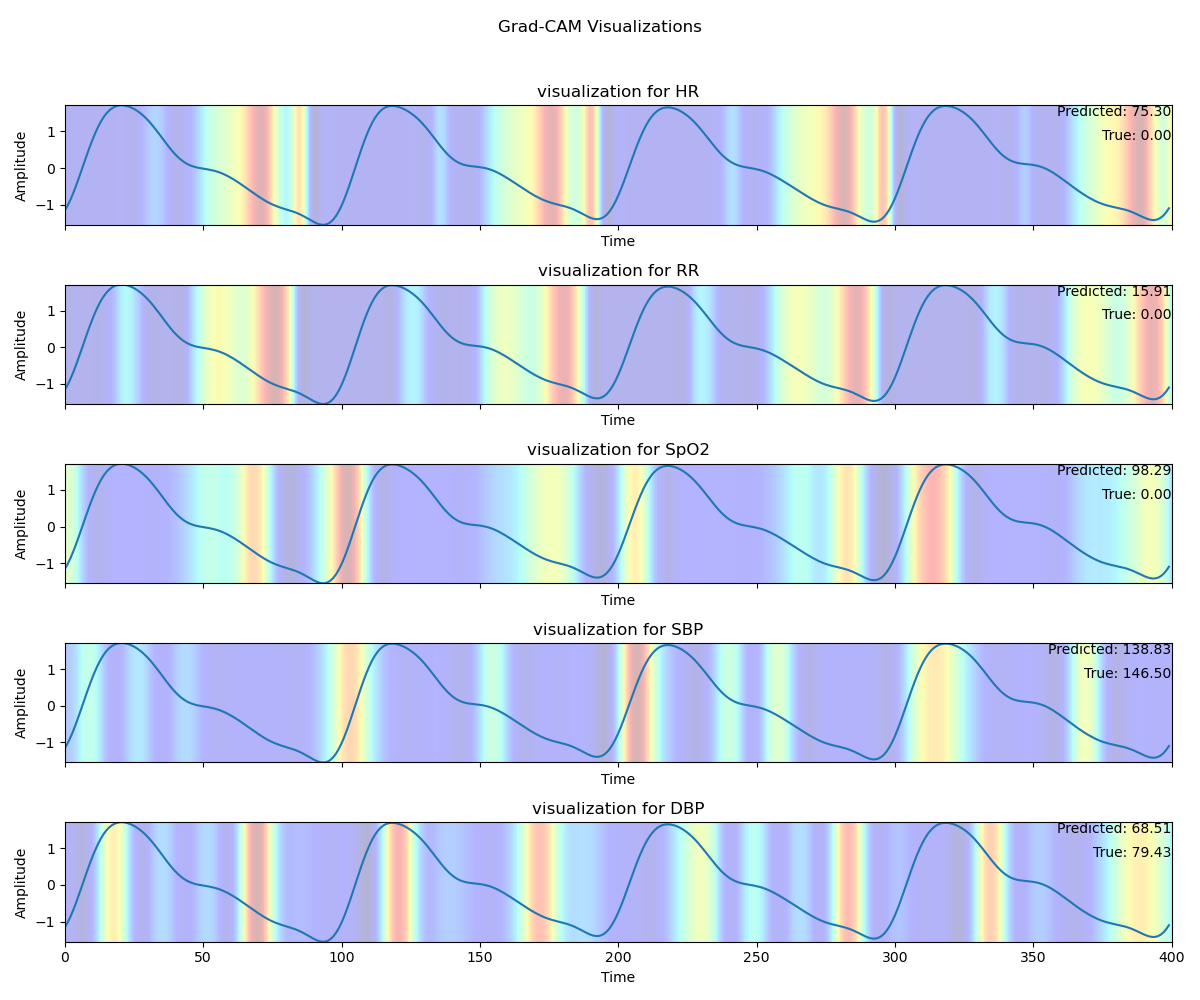 Grad-CAM Visualizations
visualization for HR
Predicted: 75.30
True: 0.00
1
0
−1
Amplitude
Time
visualization for RR
Predicted: 15.91
True: 0.00
1
0
−1
Amplitude
Time
visualization for SpO2
Predicted: 98.29
True: 0.00
1
0
−1
Amplitude
Time
visualization for SBP
Predicted: 138.83
True: 146.50
1
0
−1
Amplitude
Time
visualization for DBP
Predicted: 68.51
True: 79.43
1
0
−1
Amplitude
0 50 100 150 200 250 300 350 400
Time